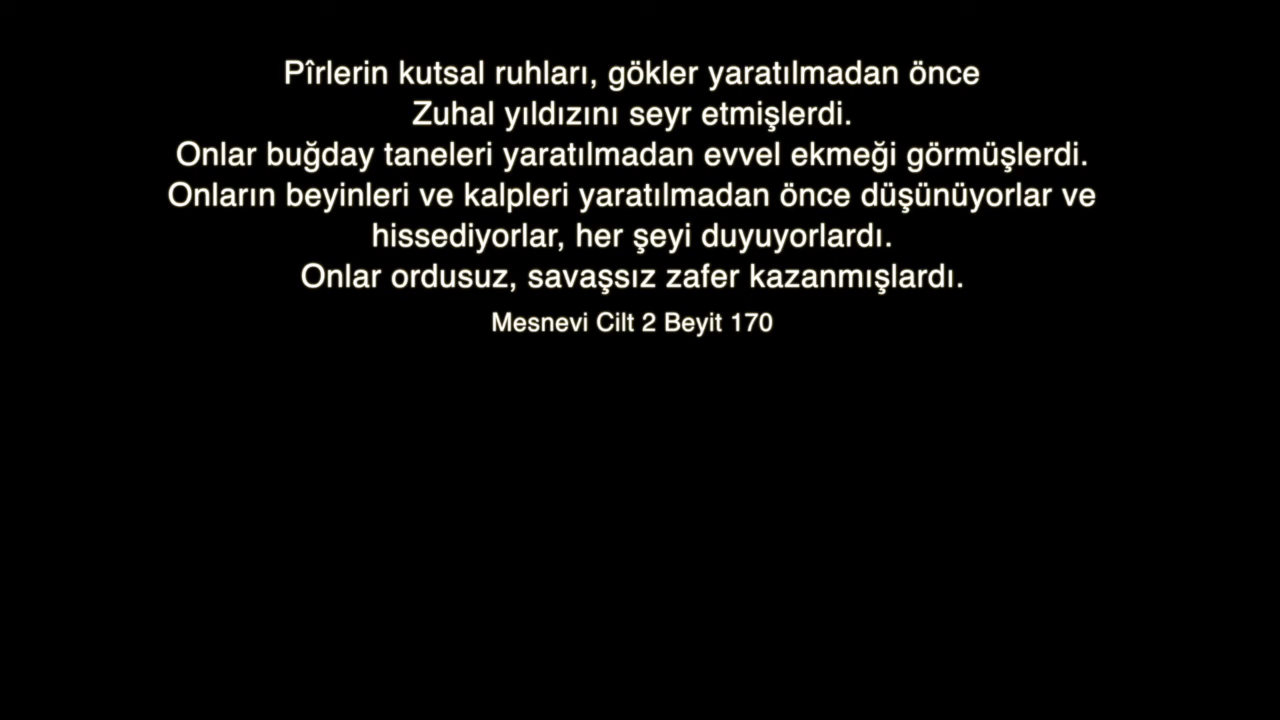 Pîrlerin kutsal ruhları, gökler yaratılmadan önce
Zuhal yıldızını seyr etmişlerdi.
Onlar buğday taneleri yaratılmadan evvel ekmeği görmüşlerdi.
Onların beyinleri ve kalpleri yaratılmadan önce düşünüyorlar ve
hissediyorlar, her şeyi duyuyorlardı.
Onlar ordusuz, savaşsız zafer kazanmışlardı.
Mesnevi Cilt 2 Beyit 170